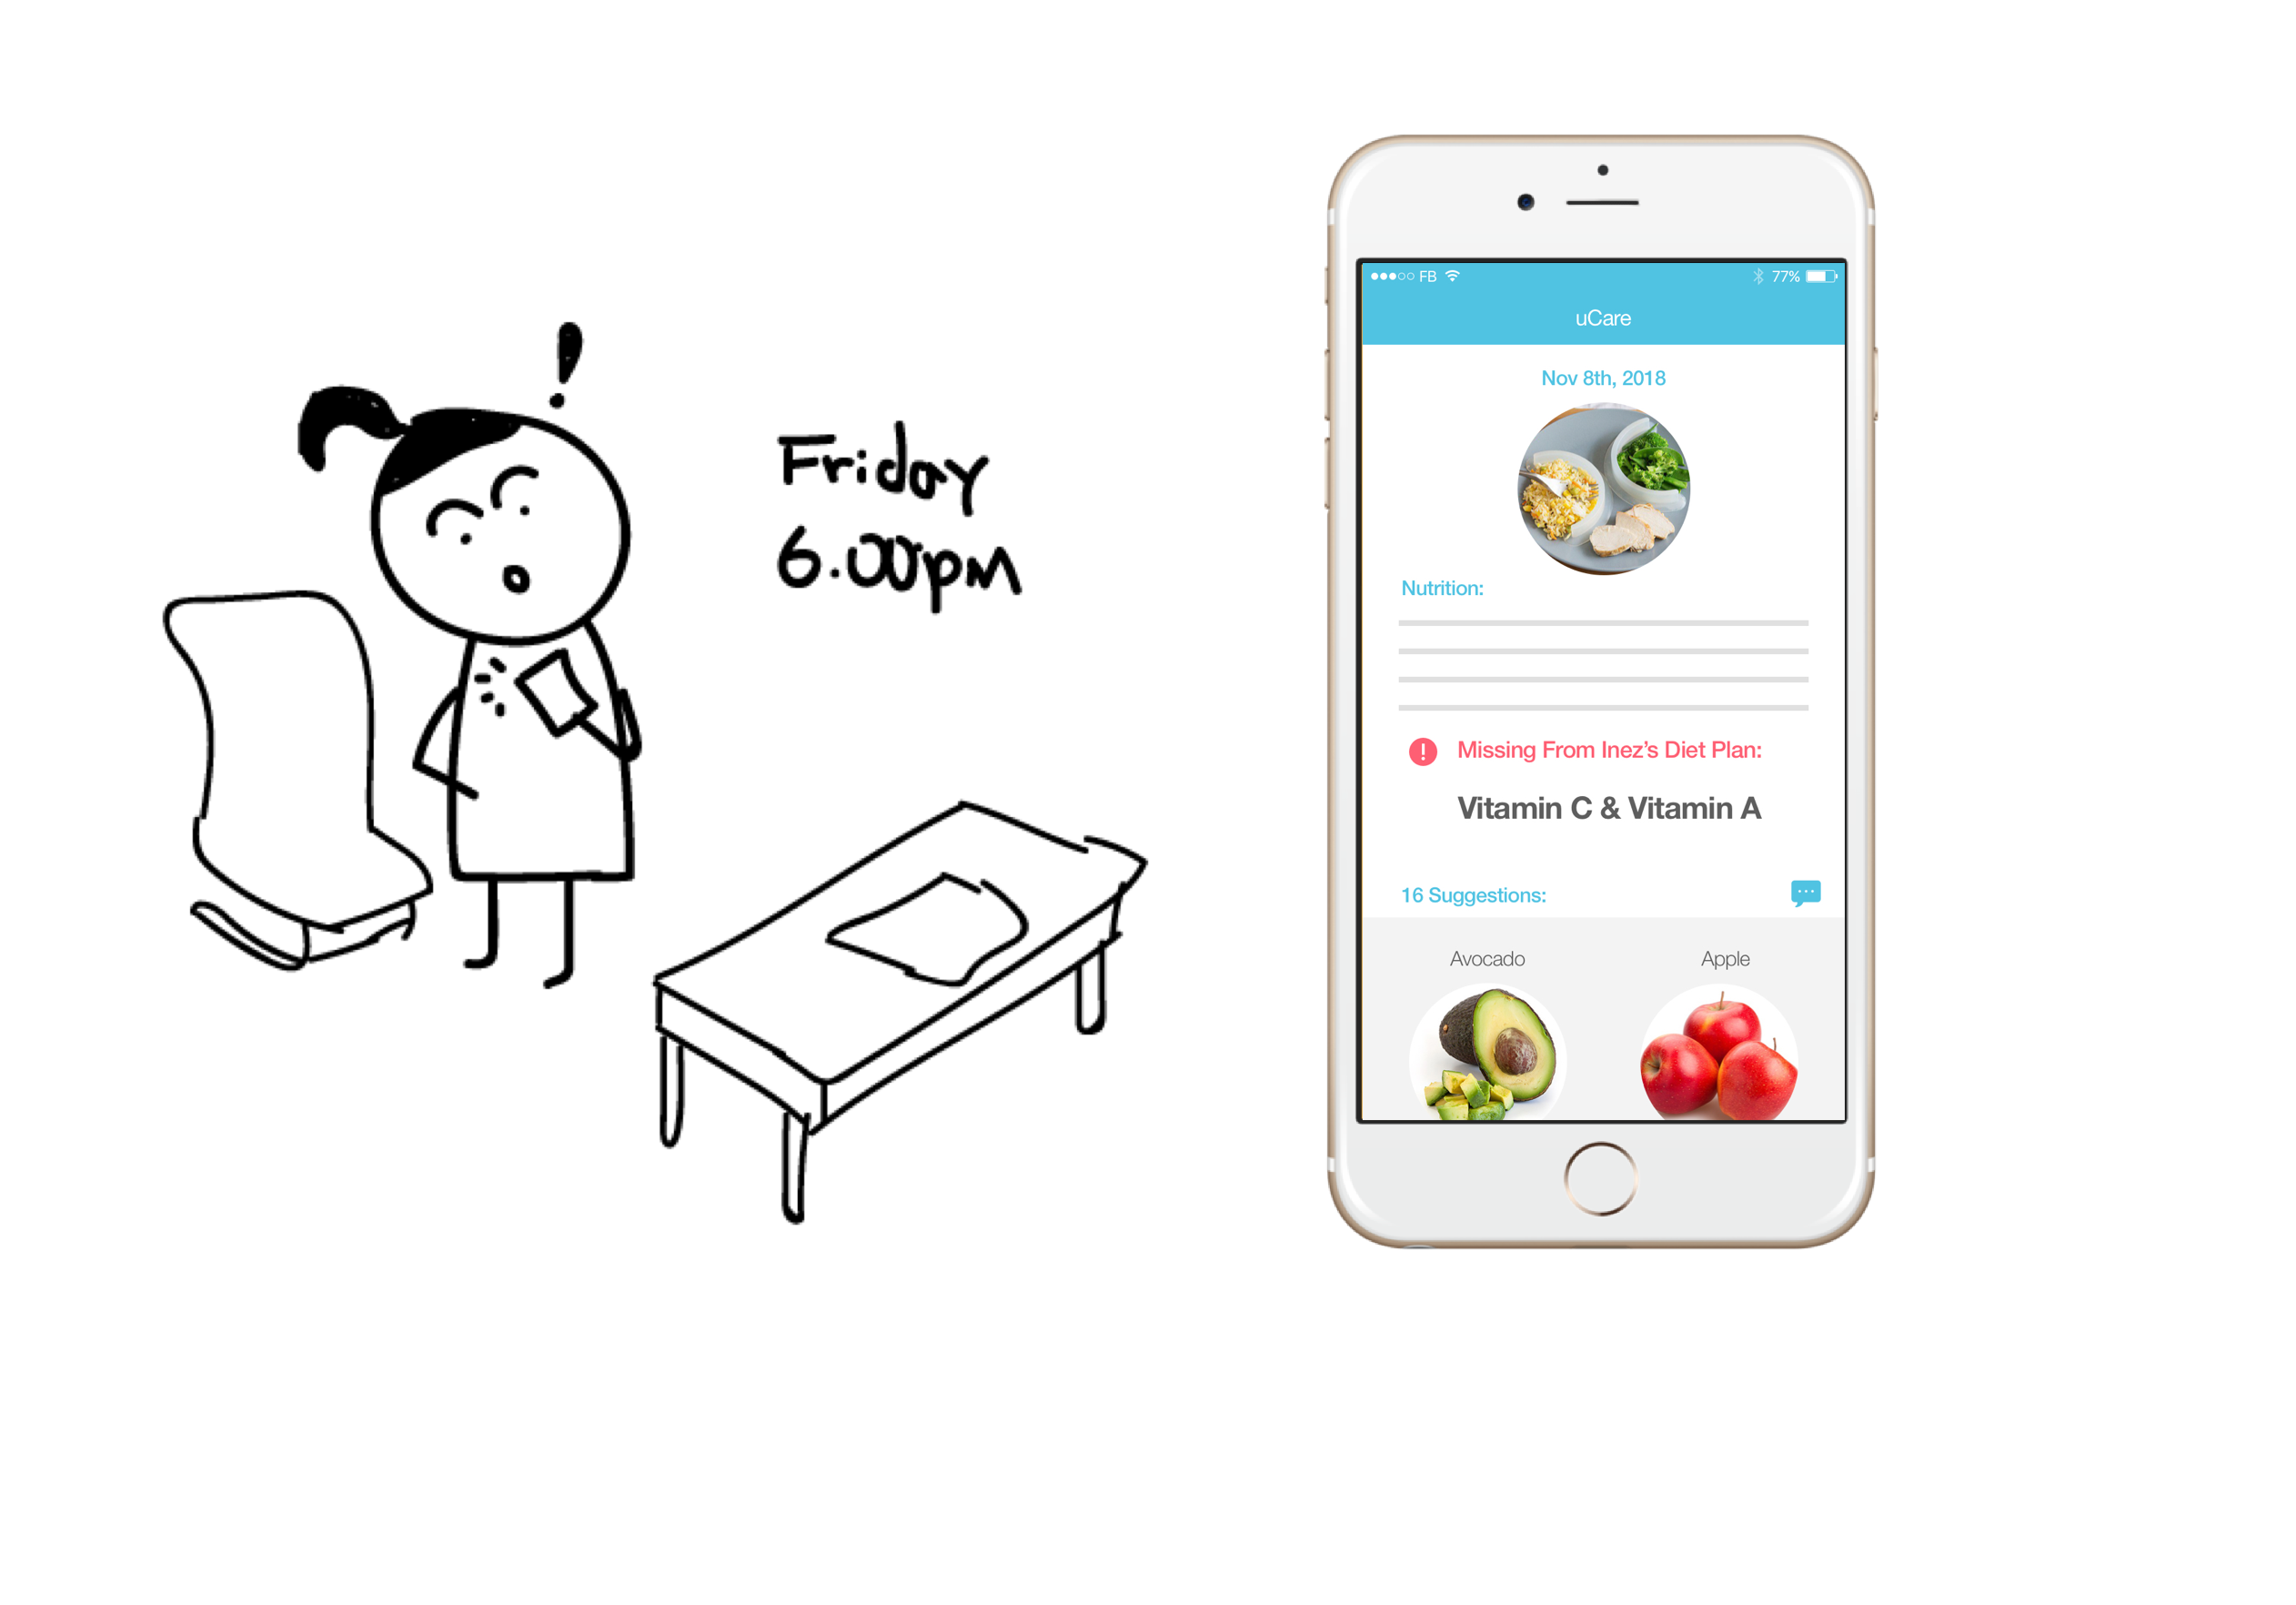 !
Friday
6.00pm
FB 77%
uCare
Nov 8th, 2018
Nutrition:
! Missing From Inez's Diet Plan:
Vitamin C & Vitamin A
16 Suggestions:
Avocado Apple